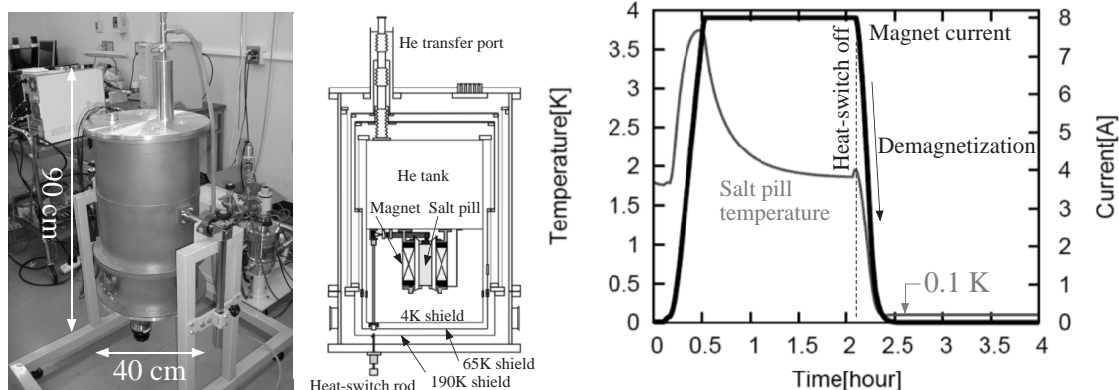 90 cm
40 cm
He transfer port
He tank
Magnet Salt pill
4K shield
65K shield
Heat-switch rod 190K shield
Temperature[K]
4
3.5
3
2.5
2
1.5
1
0.5
0
Heat-switch off
Magnet current
Demagnetization
Salt pill
temperature
0.1 K
8
7
6
5
4
3
2
1
0
Current[A]
0 0.5 1 1.5 2 2.5 3 3.5 4
Time[hour]